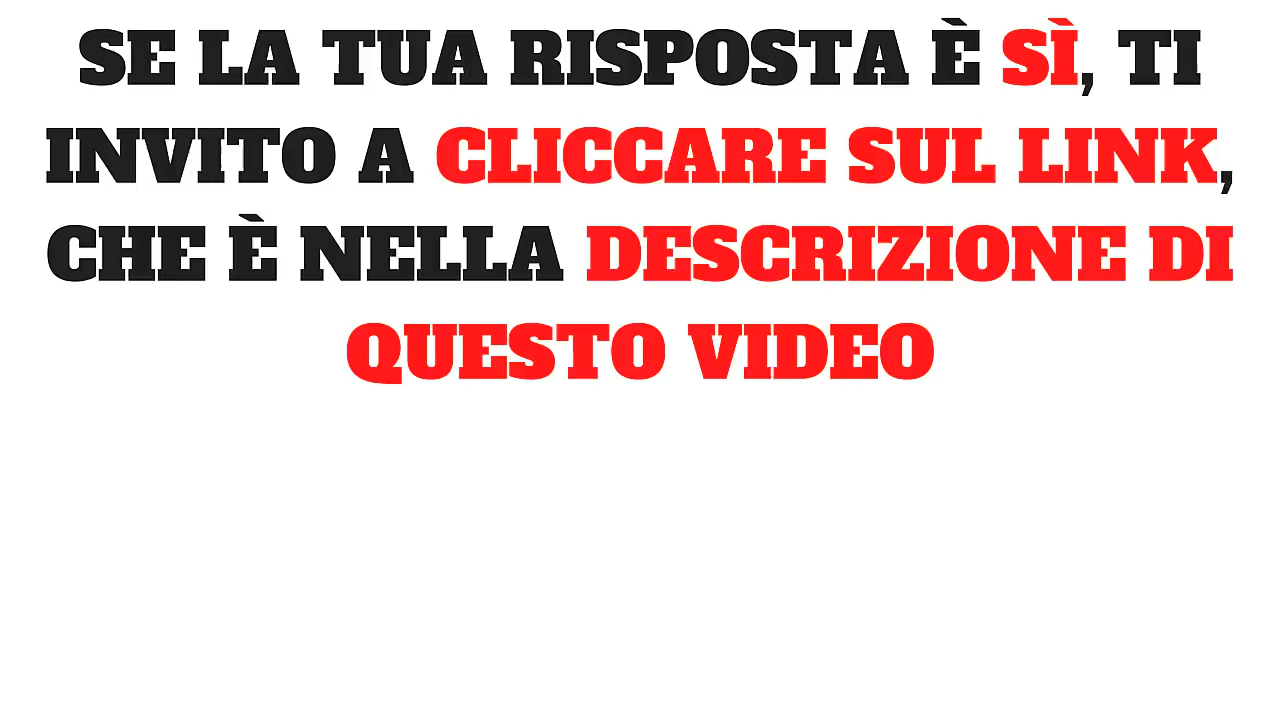 SE LA TUA RISPOSTA È SÌ, TI
INVITO A CLICCARE SUL LINK,
CHE È NELLA DESCRIZIONE DI
QUESTO VIDEO